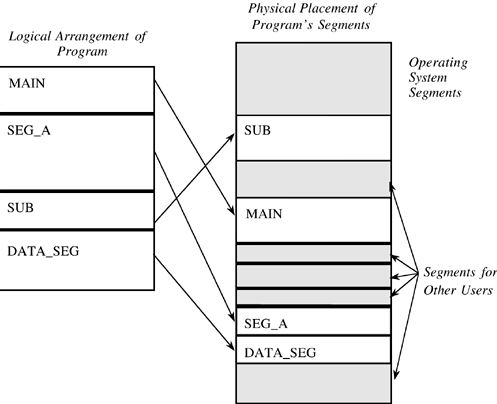 Logical Arrangement of
Program
MAIN
SEG_A
SUB
DATA_SEG
Physical Placement of
Program's Segments
SUB
MAIN
SEG_A
DATA_SEG
Operating
System
Segments
Segments for
Other Users